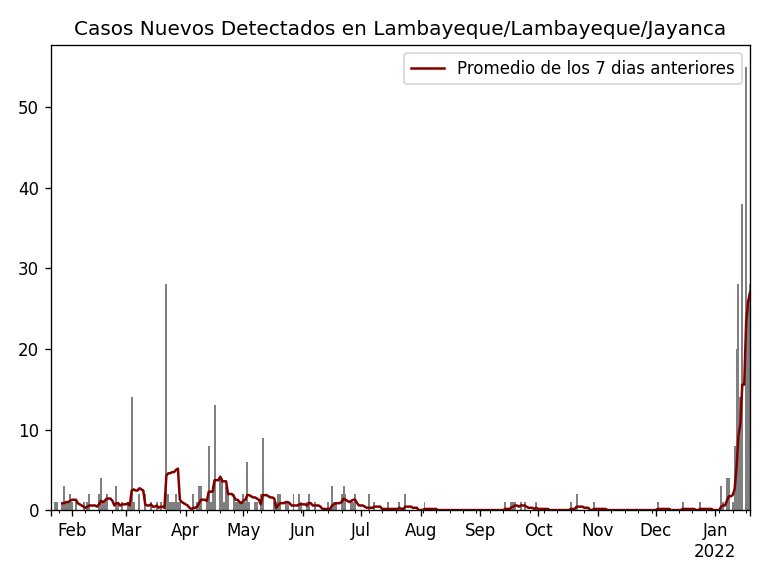 Casos Nuevos Detectados en Lambayeque/Lambayeque/Jayanca
Promedio de los 7 dias anteriores
50
40
30
20
10
0
Feb Mar Apr May Jun Jul Aug Sep Oct Nov Dec Jan
2022